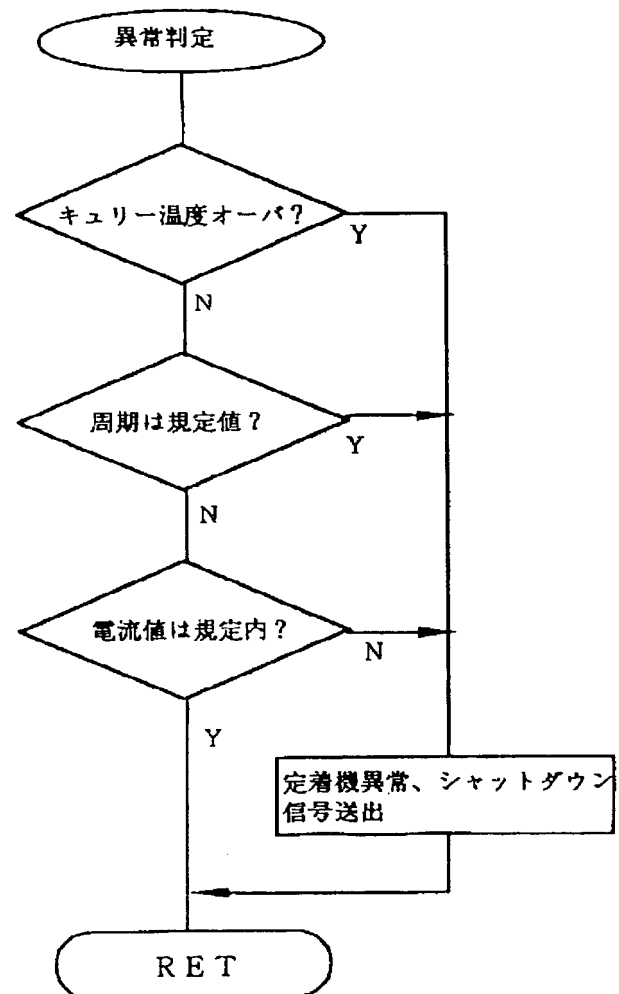 異常判定
キュリー温度オーバ?
Y
N
周期は規定値?
Y
N
電流値は規定内?
N
Y
定着機異常、シャットダウン
信号送出
RET